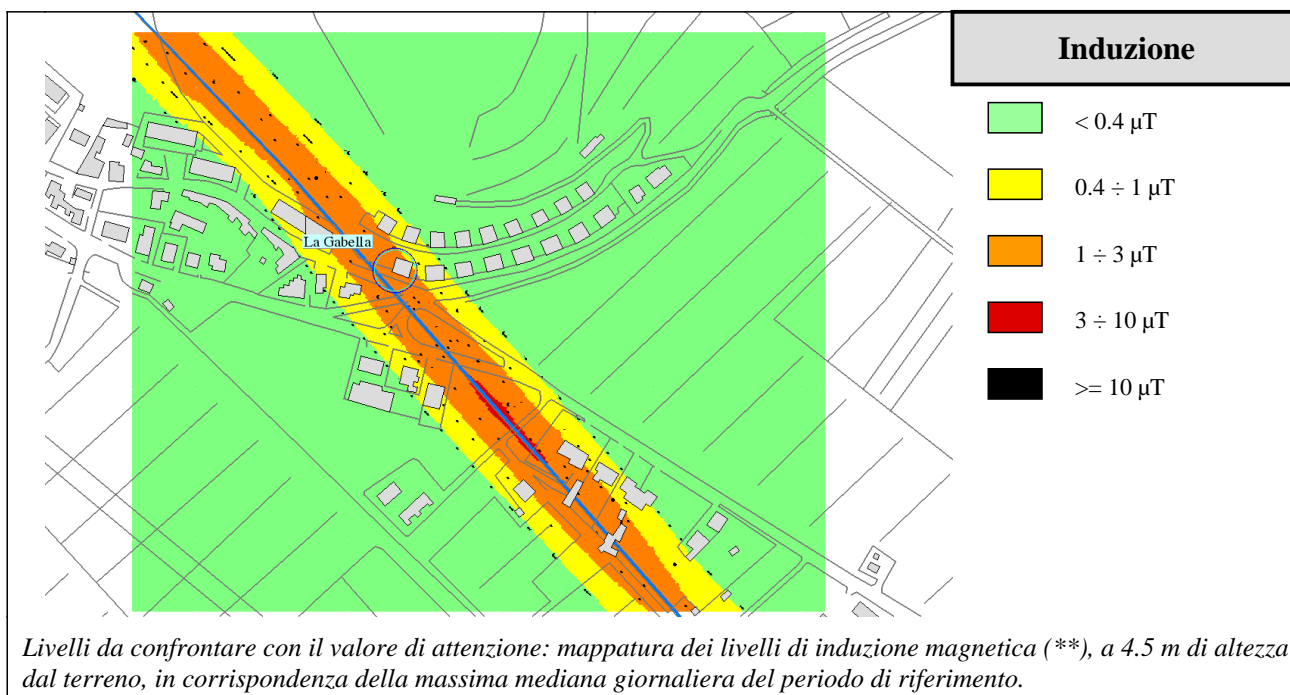 Induzione
< 0.4 µT
0.4 ÷ 1 µT
1 ÷ 3 µT
3 ÷ 10 µT
>= 10 µT
La Gabella
Livelli da confrontare con il valore di attenzione: mappatura dei livelli di induzione magnetica (**), a 4.5 m di altezza
dal terreno, in corrispondenza della massima mediana giornaliera del periodo di riferimento.